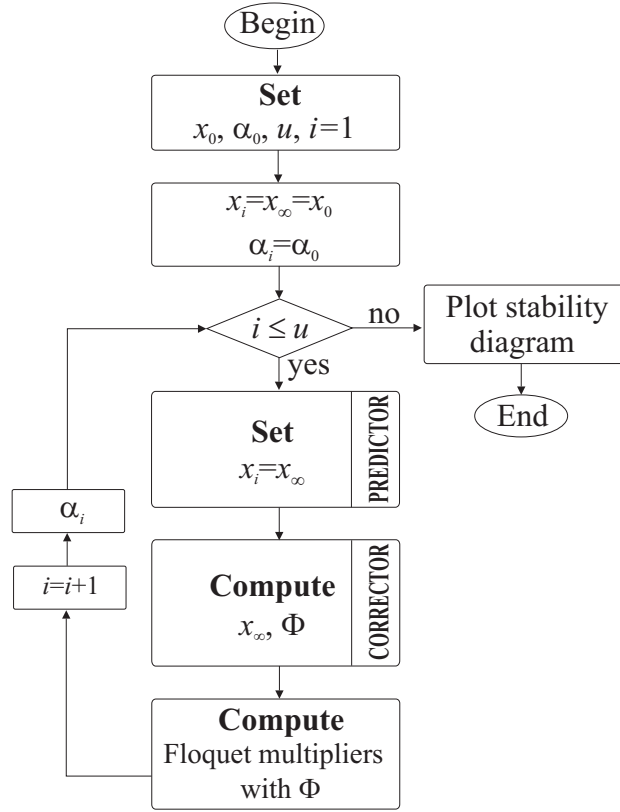 Begin
Set
x₀, α₀, u, i=1
xᵢ=x∞=x₀
αᵢ=α₀
i ≤ u
no
Plot stability
diagram
End
yes
Set
xᵢ=x∞
PREDICTOR
Compute
x∞, Φ
CORRECTOR
Compute
Floquet multipliers
with Φ
i=i+1
αᵢ